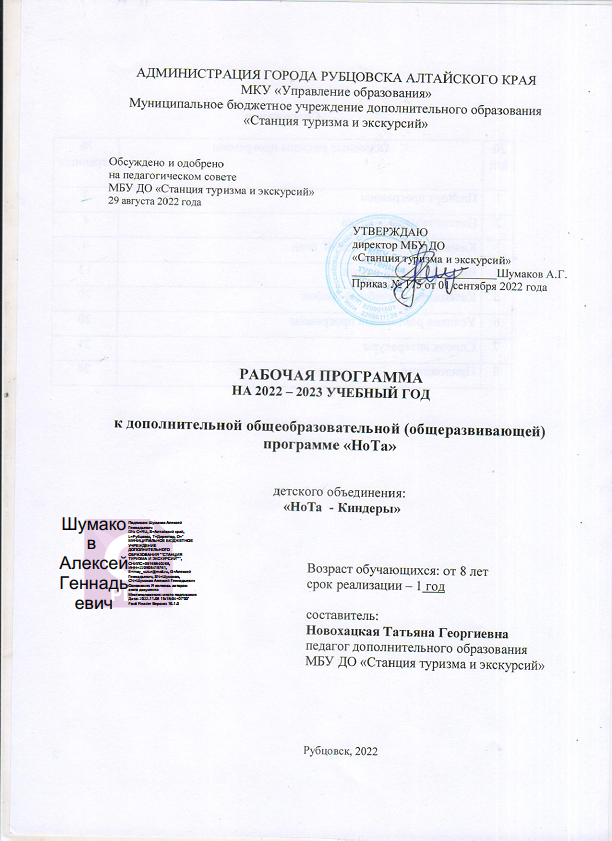 АДМИНИСТРАЦИЯ ГОРОДА РУБЦОВСКА АЛТАЙСКОГО КРАЯ
МКУ «Управление образования»
Муниципальное бюджетное учреждение дополнительного образования
«Станция туризма и экскурсий»
Обсуждено и одобрено
на педагогическом совете
МБУ ДО «Станция туризма и экскурсий»
29 августа 2022 года
УТВЕРЖДАЮ
директор МБУ ДО
«Станция туризма и экскурсий»
Шумаков А.Г.
Приказ № 175 от 01 сентября 2022 года
РАБОЧАЯ ПРОГРАММА
НА 2022 – 2023 УЧЕБНЫЙ ГОД
к дополнительной общеобразовательной (общеразвивающей)
программе «НоТа»
детского объединения:
«НоТа - Киндеры»
Шумако
в
Алексей
Геннадь
евич
Возраст обучающихся: от 8 лет
срок реализации – 1 год
составитель:
Новохацкая Татьяна Георгиевна
педагог дополнительного образования
МБУ ДО «Станция туризма и экскурсий»
Рубцовск, 2022